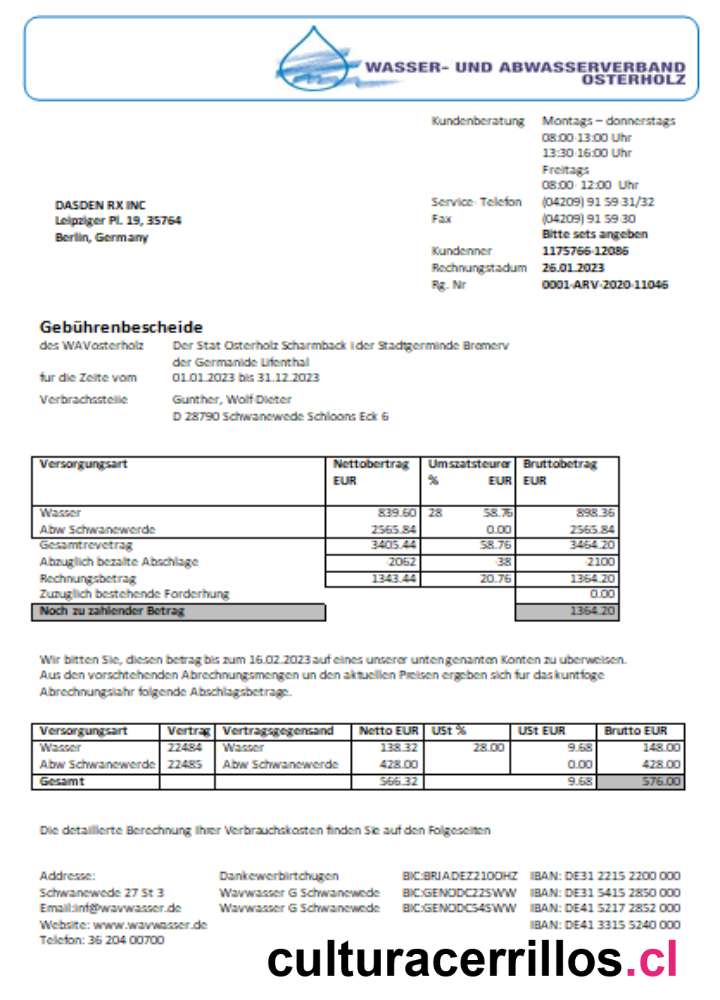 WASSER- UND ABWASSERVERBAND
OSTERHOLZ
Kundenberatung Montags – donnerstags
08:00-13:00 Uhr
13:30-16:00 Uhr
Freitags
08:00- 12:00 Uhr
DASDEN RX INC
Leipziger Pl. 19, 35764
Berlin, Germany
Service- Telefon (04209) 91 59-31/32
Fax (04209) 91 59-30
Bitte sets angeben
Kundenner 1175766-12086
Rechnungstadum 26.01.2023
Rg. Nr 0001-ARV-2020-11046
Gebührenbescheide
des WAVosterholz Der Stat Osterholz Scharmback I der Stadtgerminde Bremerv
der Germanide Lifenthal
fur die Zeite vom 01.01.2023 bis 31.12.2023
Verbrachsstelle Gunther, Wolf-Dieter
D 28790 Schwanewede Schloons Eck 6
Versorgungsart Nettobertrag Umszatsteurer Bruttobetrag
EUR % EUR EUR
Wasser 839.60 28 58.76 898.36
Abw Schwanewerde 2565.84 0.00 2565.84
Gesamtrevetrag 3405.44 58.76 3464.20
Abzuglich bezalte Abschlage -2062 -38 -2100
Rechnungsbetrag 1343.44 20.76 1364.20
Zuzuglich bestehende Forderhung 0.00
Noch zu zahlender Betrag 1364.20
Wir bitten Sie, diesen betrag bis zum 16.02.2023 auf eines unserer unten genanten Konten zu uberweisen.
Aus den vorschtehenden Abrechnungsmengen un den aktuellen Preisen ergeben sich fur das kuntfoge
Abrechnungsiahr folgende Abschlagsbetrage.
Versorgungsart Vertrag Vertragsgegensand Netto EUR USt % USt EUR Brutto EUR
Wasser 22484 Wasser 138.32 28.00 9.68 148.00
Abw Schwanewerde 22485 Abw Schwanewerde 428.00 0.00 428.00
Gesamt 566.32 9.68 576.00
Die detaillierte Berechnung Ihrer Verbrauchskosten finden Sie auf den Folgeseiten
Addresse: Dankewerbirtchugen BIC:BRJADEZ210OHZ IBAN: DE31 2215 2200 000
Schwanewede 27 St 3 Wavwasser G Schwanewede BIC:GENODC22SWW IBAN: DE31 5415 2850 000
Email:inf@wavwasser.de Wavwasser G Schwanewede BIC:GENODC54SWW IBAN: DE41 5217 2852 000
Website: www.wavwasser.de IBAN: DE41 3315 5240 000
Telefon: 36 204 00700
culturacerrillos.cl